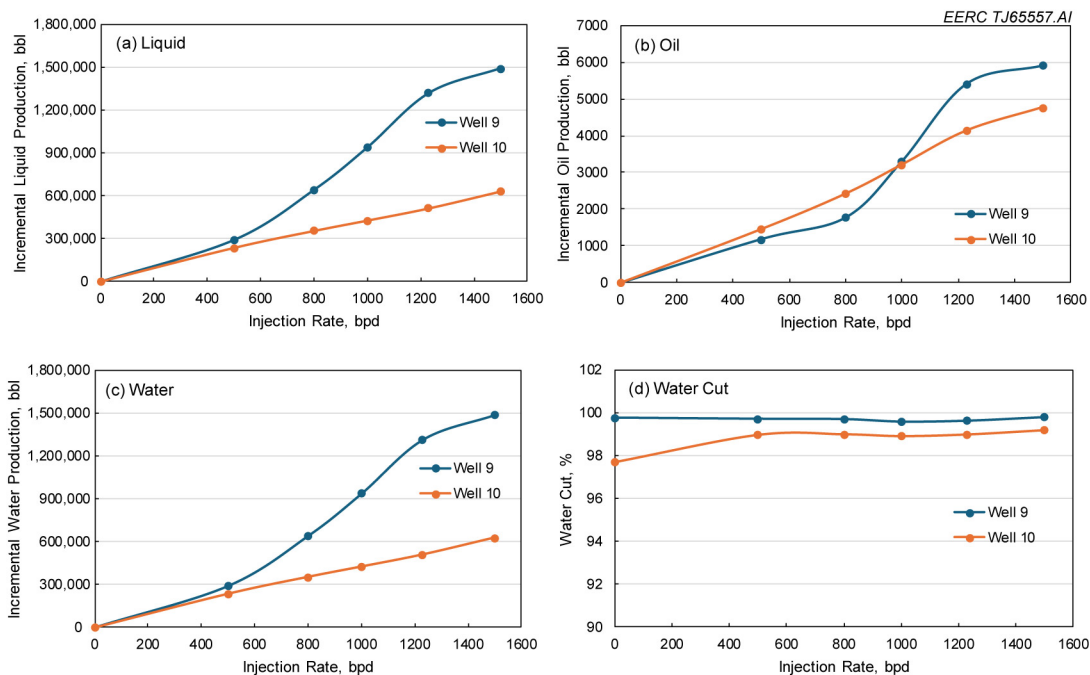 EERC TJ65557.AI
(a) Liquid
Incremental Liquid Production, bbl
1,800,000
1,500,000
1,200,000
900,000
600,000
300,000
0
Well 9
Well 10
0 200 400 600 800 1000 1200 1400 1600
Injection Rate, bpd
(b) Oil
Incremental Oil Production, bbl
7000
6000
5000
4000
3000
2000
1000
0
Well 9
Well 10
0 200 400 600 800 1000 1200 1400 1600
Injection Rate, bpd
(c) Water
Incremental Water Production, bbl
1,800,000
1,500,000
1,200,000
900,000
600,000
300,000
0
Well 9
Well 10
0 200 400 600 800 1000 1200 1400 1600
Injection Rate, bpd
(d) Water Cut
Water Cut, %
102
100
98
96
94
92
90
Well 9
Well 10
0 200 400 600 800 1000 1200 1400 1600
Injection Rate, bpd